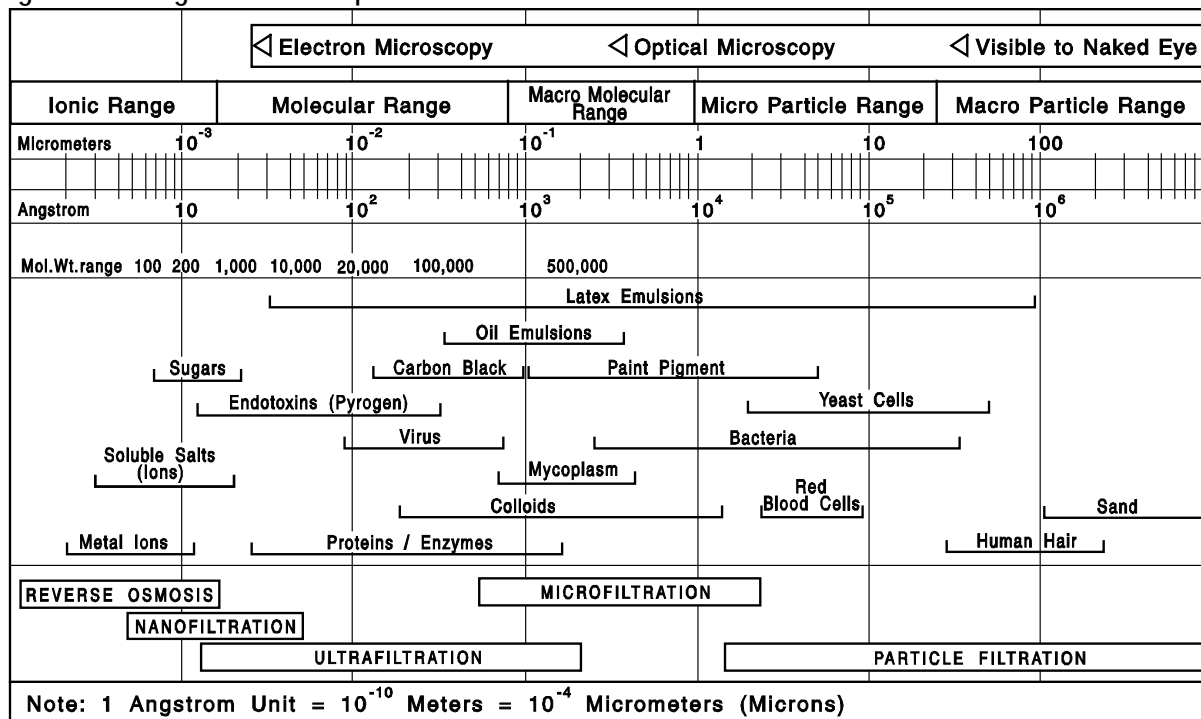 Electron Microscopy Optical Microscopy Visible to Naked Eye
Ionic Range Molecular Range Macro Molecular Range Micro Particle Range Macro Particle Range
Micrometers 10⁻³ 10⁻² 10⁻¹ 1 10 100
Angstrom 10 10² 10³ 10⁴ 10⁵ 10⁶
Mol.Wt.range 100 200 1,000 10,000 20,000 100,000 500,000
Latex Emulsions
Oil Emulsions
Sugars Carbon Black Paint Pigment
Endotoxins (Pyrogen) Yeast Cells
Virus Bacteria
Soluble Salts
(Ions) Mycoplasm
Colloids Red
Blood Cells Sand
Metal Ions Proteins / Enzymes Human Hair
REVERSE OSMOSIS MICROFILTRATION
NANOFILTRATION
ULTRAFILTRATION PARTICLE FILTRATION
Note: 1 Angstrom Unit = 10⁻¹⁰ Meters = 10⁻⁴ Micrometers (Microns)